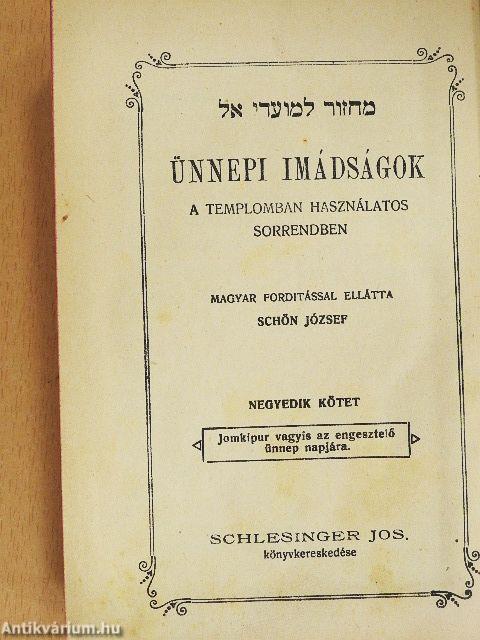 מחזור למועדי אל
ÜNNEPI IMÁDSÁGOK
A TEMPLOMBAN HASZNÁLATOS
SORRENDBEN
MAGYAR FORDITÁSSAL ELLÁTTA
SCHÖN JÓZSEF
NEGYEDIK KÖTET
Jomkipur vagyis az engesztelő
ünnep napjára.
SCHLESINGER JOS.
könyvkereskedése
Antikvárium.hu